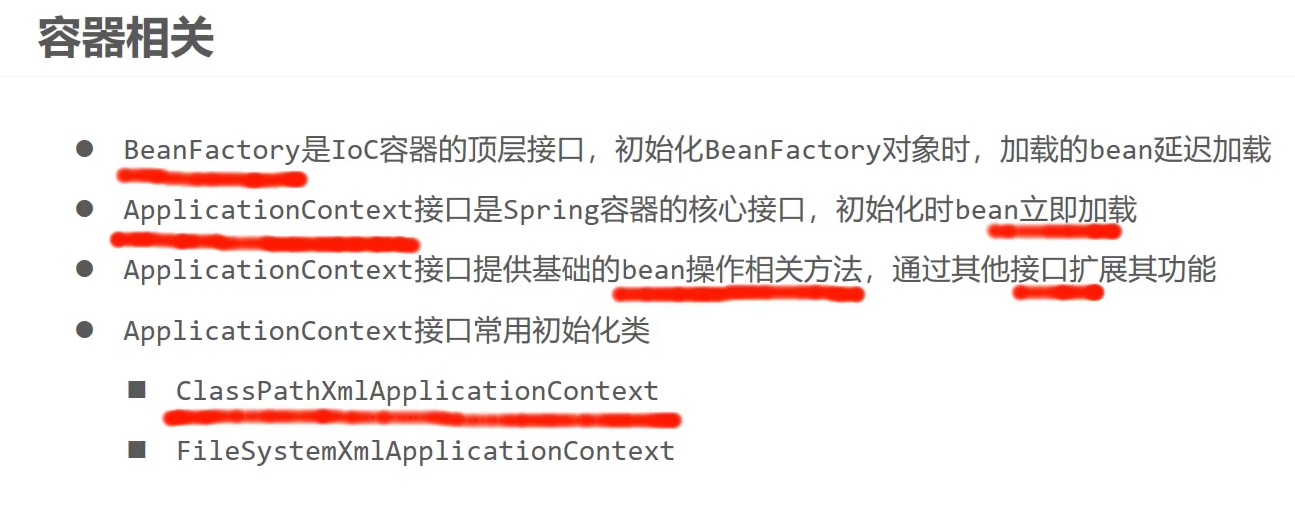 容器相关
● BeanFactory是IoC容器的顶层接口，初始化BeanFactory对象时，加载的bean延迟加载
● ApplicationContext接口是Spring容器的核心接口，初始化时bean立即加载
● ApplicationContext接口提供基础的bean操作相关方法，通过其他接口扩展其功能
● ApplicationContext接口常用初始化类
■ ClassPathXmlApplicationContext
■ FileSystemXmlApplicationContext